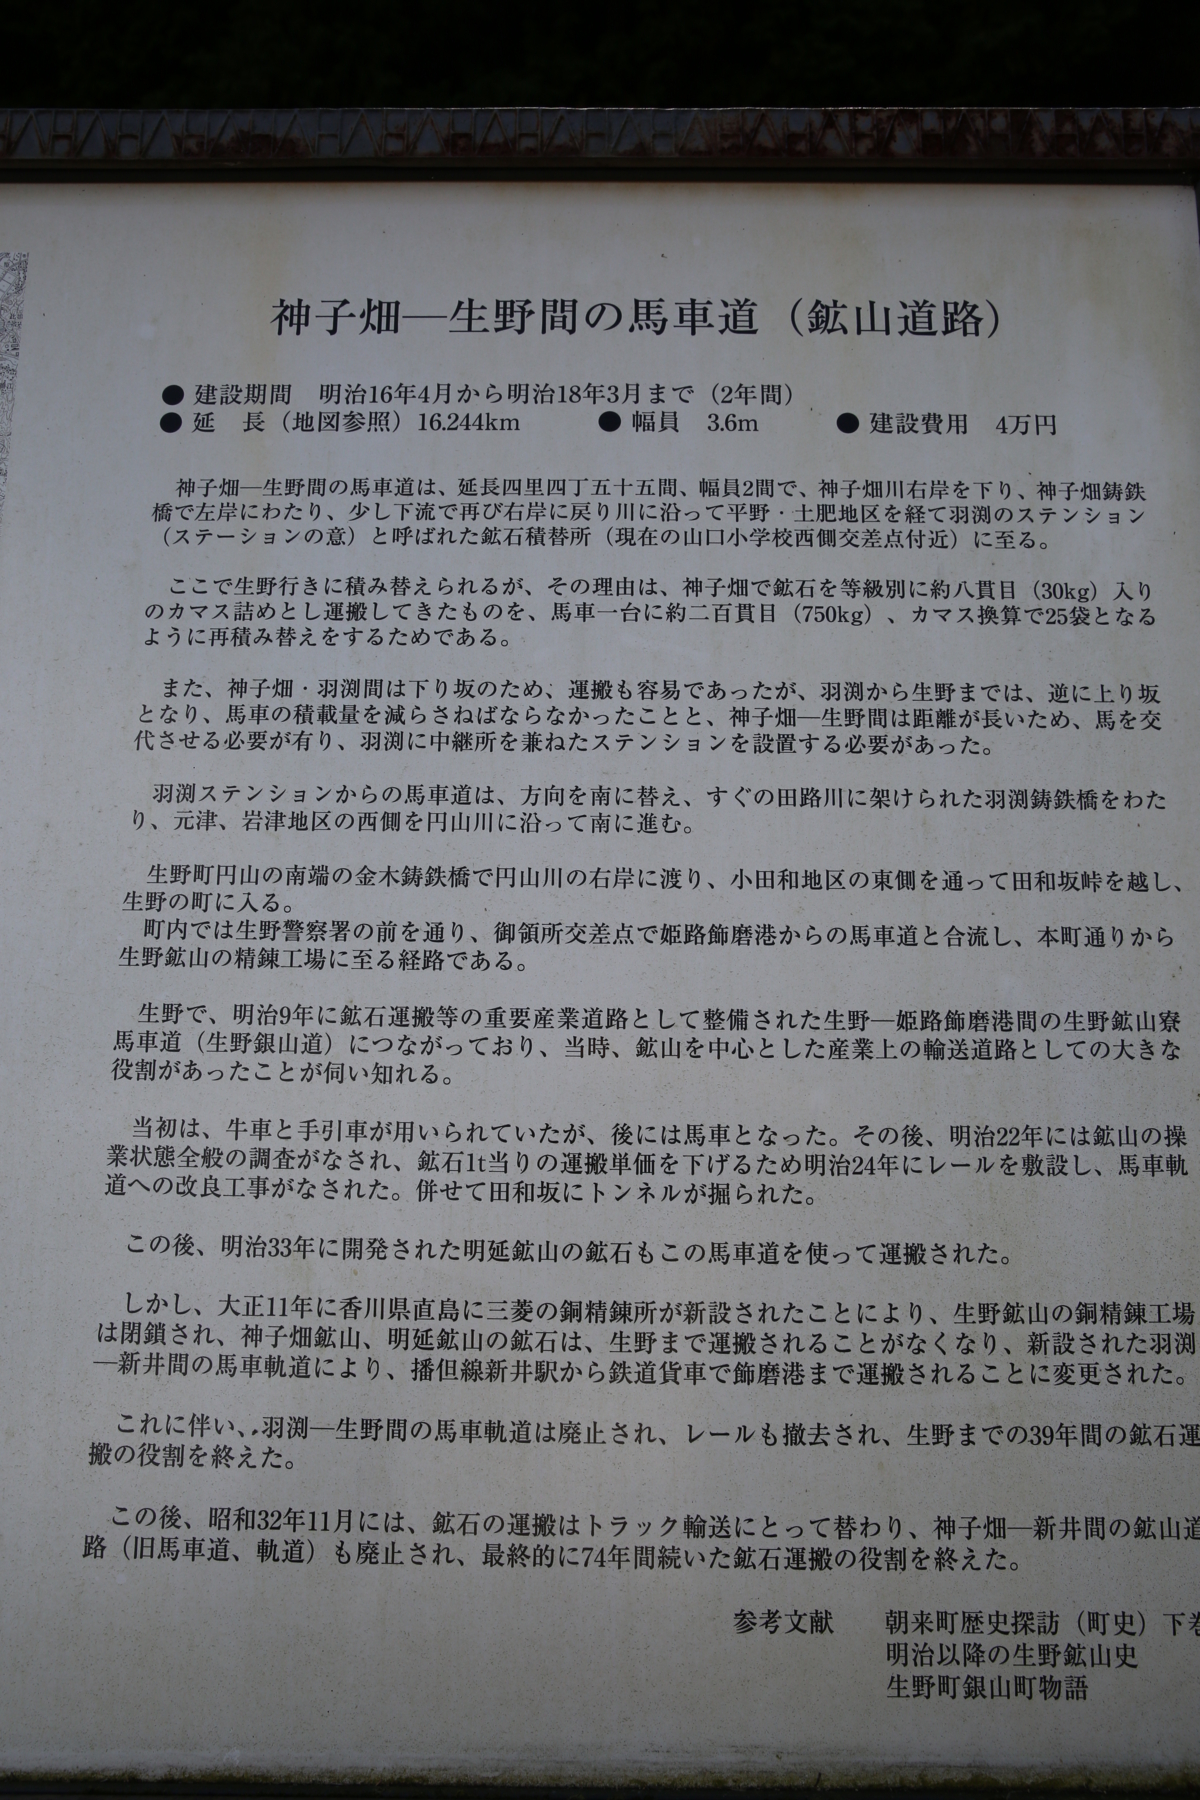 神子畑―生野間の馬車道（鉱山道路）
● 建設期間　明治16年4月から明治18年3月まで（2年間）
● 延　長（地図参照）16.244km　● 幅員　3.6m　● 建設費用　4万円
神子畑―生野間の馬車道は、延長四里四丁五十五間、幅員2間で、神子畑川右岸を下り、神子畑鋳鉄
橋で左岸にわたり、少し下流で再び右岸に戻り川に沿って平野・土肥地区を経て羽渕のステンション
（ステーションの意）と呼ばれた鉱石積替所（現在の山口小学校西側交差点付近）に至る。
ここで生野行きに積み替えられるが、その理由は、神子畑で鉱石を等級別に約八貫目（30kg）入り
のカマス詰めとし運搬してきたものを、馬車一台に約二百貫目（750kg）、カマス換算で25袋となる
ように再積み替えをするためである。
また、神子畑・羽渕間は下り坂のため、運搬も容易であったが、羽渕から生野までは、逆に上り坂
となり、馬車の積載量を減らさねばならなかったことと、神子畑―生野間は距離が長いため、馬を交
代させる必要が有り、羽渕に中継所を兼ねたステンションを設置する必要があった。
羽渕ステンションからの馬車道は、方向を南に替え、すぐの田路川に架けられた羽渕鋳鉄橋をわた
り、元津、岩津地区の西側を円山川に沿って南に進む。
生野町円山の南端の金木鋳鉄橋で円山川の右岸に渡り、小田和地区の東側を通って田和坂峠を越し、
生野の町に入る。
町内では生野警察署の前を通り、御領所交差点で姫路飾磨港からの馬車道と合流し、本町通りから
生野鉱山の精錬工場に至る経路である。
生野で、明治9年に鉱石運搬等の重要産業道路として整備された生野―姫路飾磨港間の生野鉱山寮
馬車道（生野銀山道）につながっており、当時、鉱山を中心とした産業上の輸送道路としての大きな
役割があったことが伺い知れる。
当初は、牛車と手引車が用いられていたが、後には馬車となった。その後、明治22年には鉱山の操
業状態全般の調査がなされ、鉱石1t当りの運搬単価を下げるため明治24年にレールを敷設し、馬車軌
道への改良工事がなされた。併せて田和坂にトンネルが掘られた。
この後、明治33年に開発された明延鉱山の鉱石もこの馬車道を使って運搬された。
しかし、大正11年に香川県直島に三菱の銅精錬所が新設されたことにより、生野鉱山の銅精錬工場
は閉鎖され、神子畑鉱山、明延鉱山の鉱石は、生野まで運搬されることがなくなり、新設された羽渕
―新井間の馬車軌道により、播但線新井駅から鉄道貨車で飾磨港まで運搬されることに変更された。
これに伴い、羽渕―生野間の馬車軌道は廃止され、レールも撤去され、生野までの39年間の鉱石運
搬の役割を終えた。
この後、昭和32年11月には、鉱石の運搬はトラック輸送にとって替わり、神子畑―新井間の鉱山道
路（旧馬車道、軌道）も廃止され、最終的に74年間続いた鉱石運搬の役割を終えた。
参考文献　朝来町歴史探訪（町史）下巻
明治以降の生野鉱山史
生野町銀山町物語